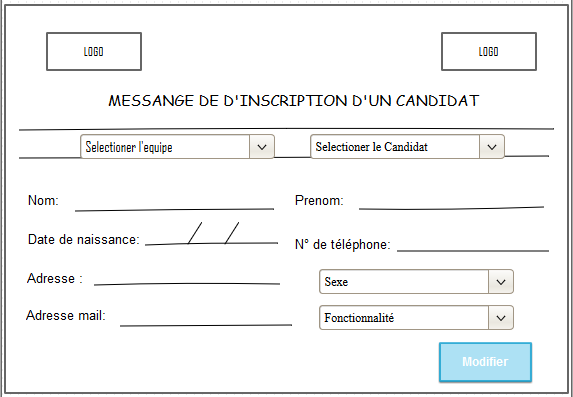 LOGO
LOGO
MESSANGE DE D'INSCRIPTION D'UN CANDIDAT
Selectioner l'equipe
Selectioner le Candidat
Nom:
Prenom:
Date de naissance:
N° de téléphone:
Adresse :
Sexe
Adresse mail:
Fonctionnalité
Modifier